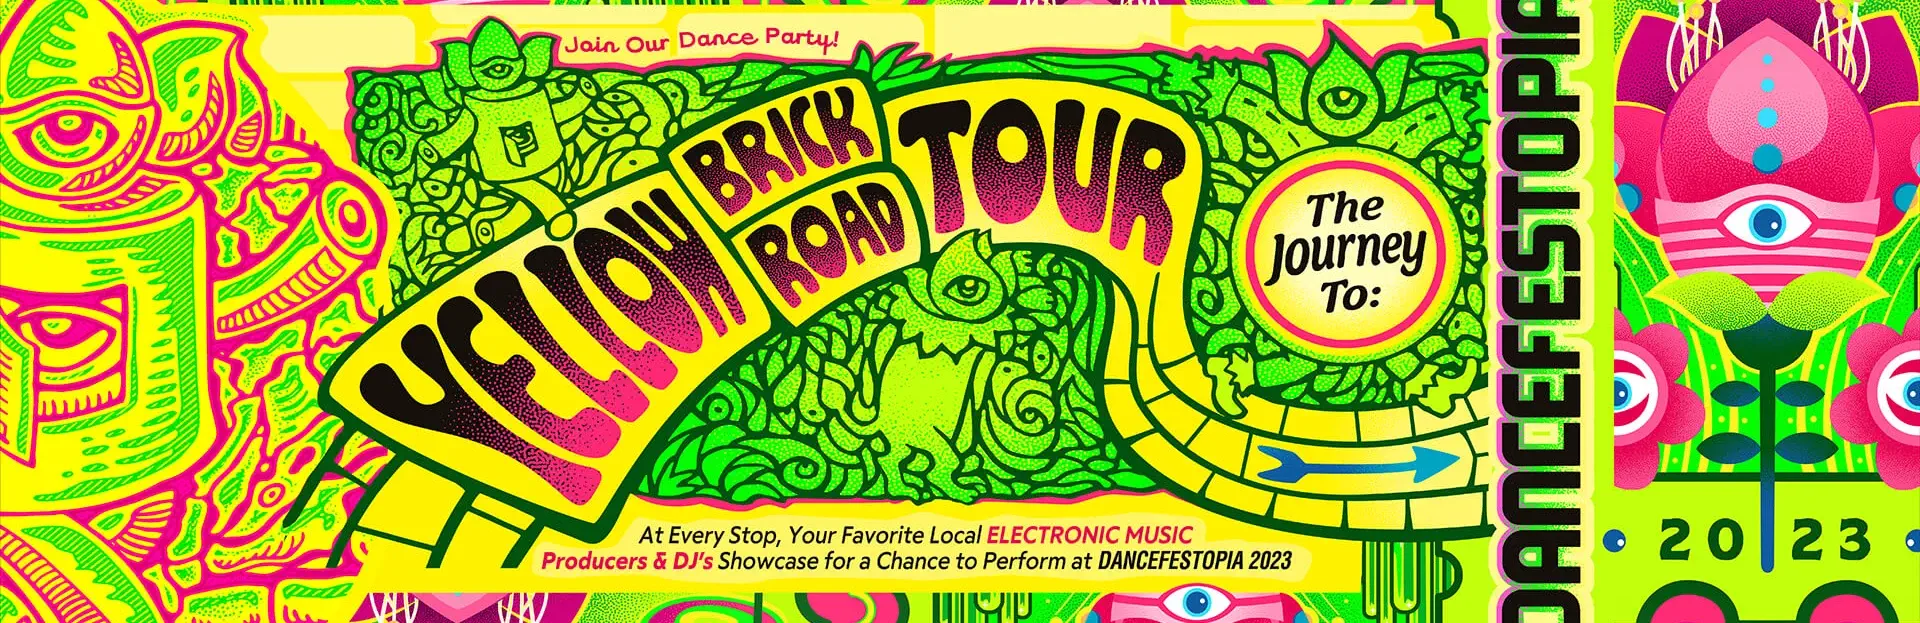 Join Our Dance Party!
YELLOW
BRICK
ROAD
TOUR
The
Journey
To:
At Every Stop, Your Favorite Local ELECTRONIC MUSIC
Producers & DJ's Showcase for a Chance to Perform at DANCEFESTOPIA 2023
DANCEFESTOPIA
2023